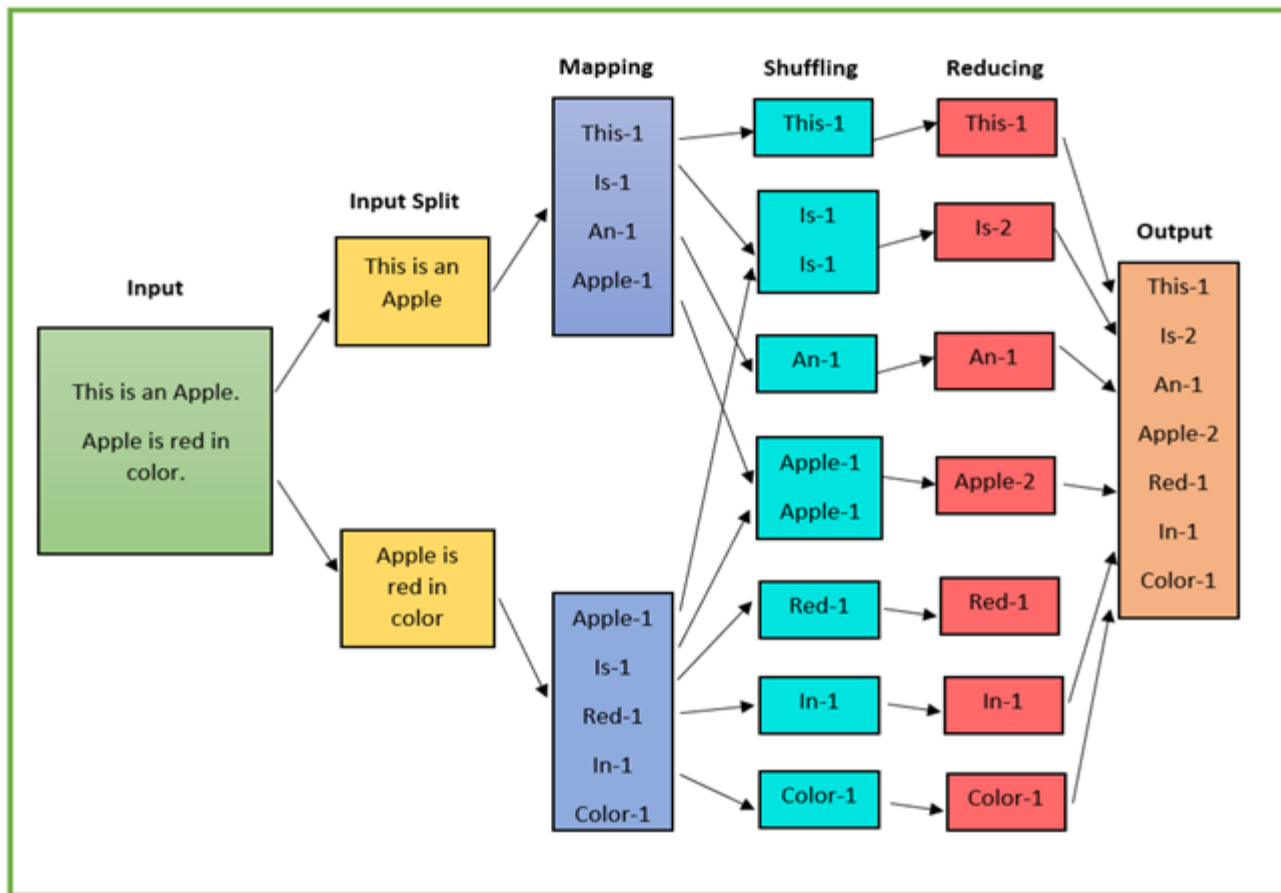 Input
This is an Apple.
Apple is red in
color.
Input Split
This is an
Apple
Apple is
red in
color
Mapping
This-1
Is-1
An-1
Apple-1
Apple-1
Is-1
Red-1
In-1
Color-1
Shuffling
This-1
Is-1
Is-1
An-1
Apple-1
Apple-1
Red-1
In-1
Color-1
Reducing
This-1
Is-2
An-1
Apple-2
Red-1
In-1
Color-1
Output
This-1
Is-2
An-1
Apple-2
Red-1
In-1
Color-1